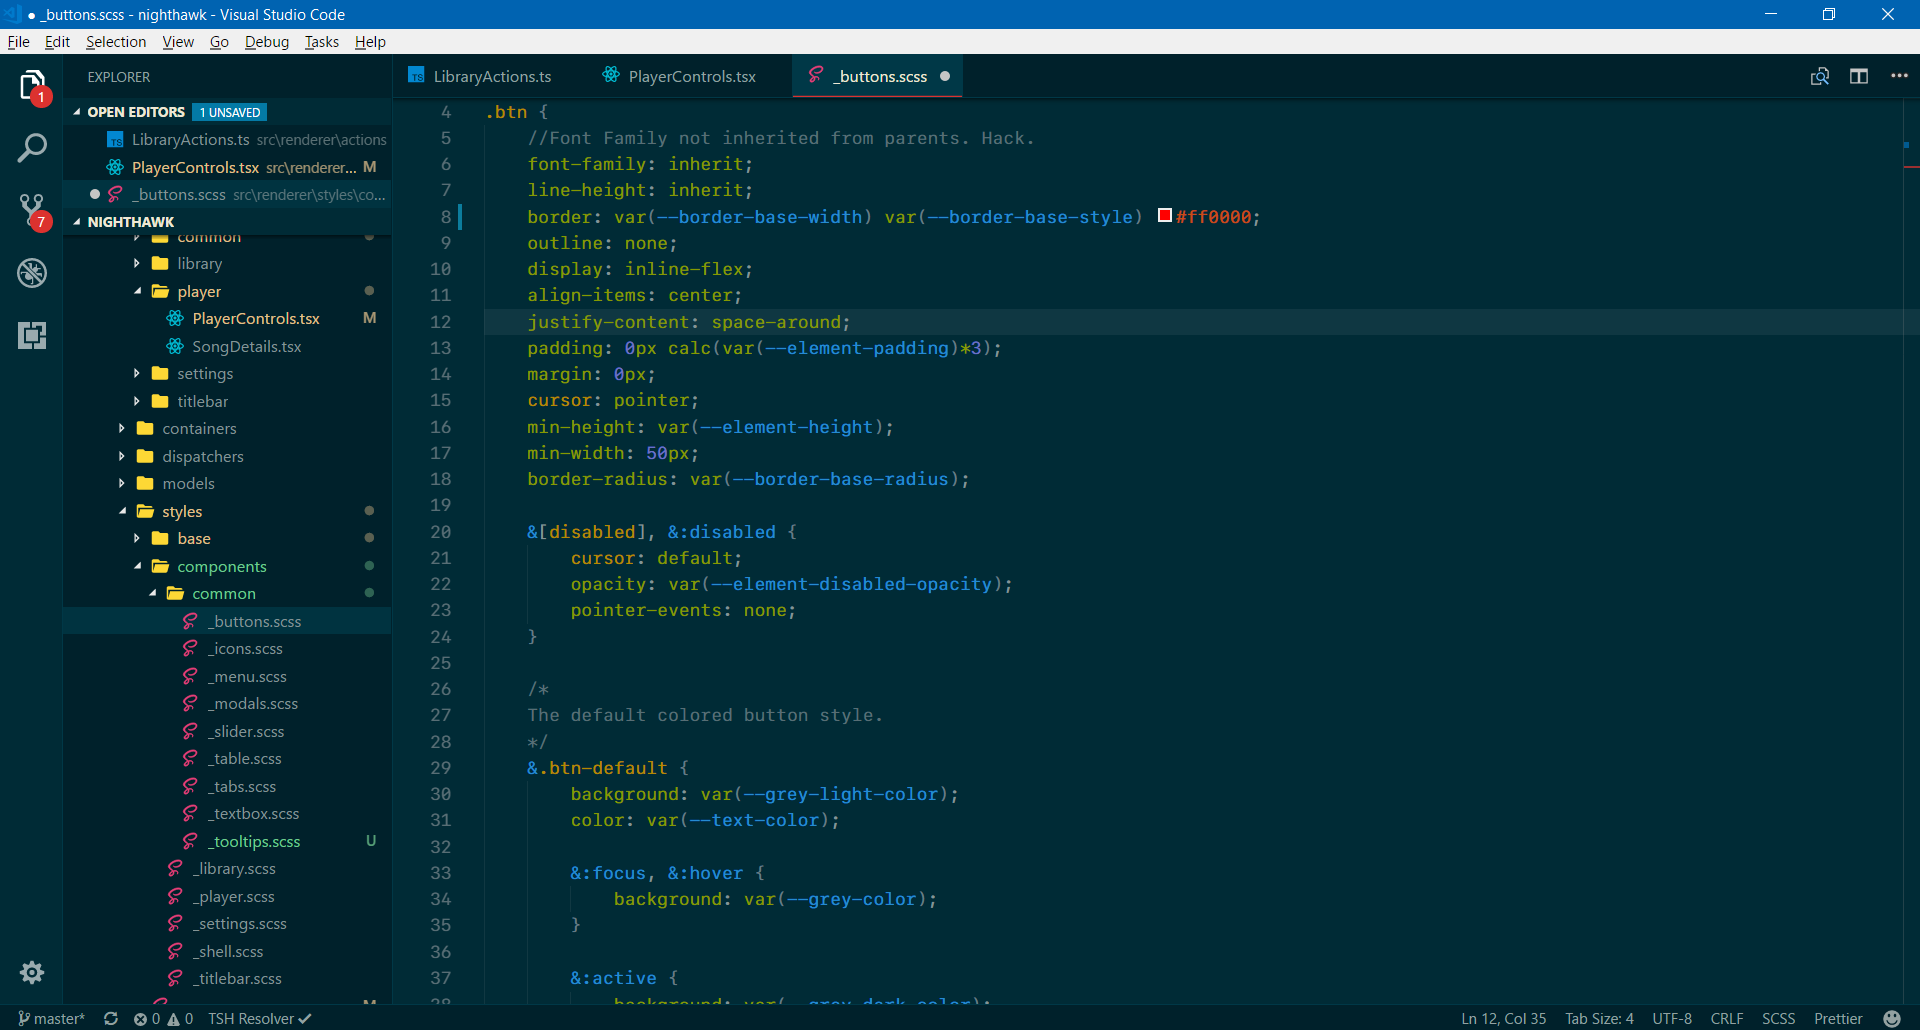 ● _buttons.scss - nighthawk - Visual Studio Code
File Edit Selection View Go Debug Tasks Help
EXPLORER
1
7
OPEN EDITORS 1 UNSAVED
TS LibraryActions.ts src\renderer\actions
PlayerControls.tsx src\renderer... M
● _buttons.scss src\renderer\styles\co...
NIGHTHAWK
common
library
player
PlayerControls.tsx M
SongDetails.tsx
settings
titlebar
containers
dispatchers
models
styles
base
components
common
_buttons.scss
_icons.scss
_menu.scss
_modals.scss
_slider.scss
_table.scss
_tabs.scss
_textbox.scss
_tooltips.scss U
_library.scss
_player.scss
_settings.scss
_shell.scss
_titlebar.scss
M
TS LibraryActions.ts PlayerControls.tsx _buttons.scss ●
4 .btn {
5 //Font Family not inherited from parents. Hack.
6 font-family: inherit;
7 line-height: inherit;
8 border: var(--border-base-width) var(--border-base-style) #ff0000;
9 outline: none;
10 display: inline-flex;
11 align-items: center;
12 justify-content: space-around;
13 padding: 0px calc(var(--element-padding)*3);
14 margin: 0px;
15 cursor: pointer;
16 min-height: var(--element-height);
17 min-width: 50px;
18 border-radius: var(--border-base-radius);
19
20 &[disabled], &:disabled {
21 cursor: default;
22 opacity: var(--element-disabled-opacity);
23 pointer-events: none;
24 }
25
26 /*
27 The default colored button style.
28 */
29 &.btn-default {
30 background: var(--grey-light-color);
31 color: var(--text-color);
32
33 &:focus, &:hover {
34 background: var(--grey-color);
35 }
36
37 &:active {
38 background: var(--grey-dark-color);
master* 0 0 TSH Resolver ✓ Ln 12, Col 35 Tab Size: 4 UTF-8 CRLF SCSS Prettier